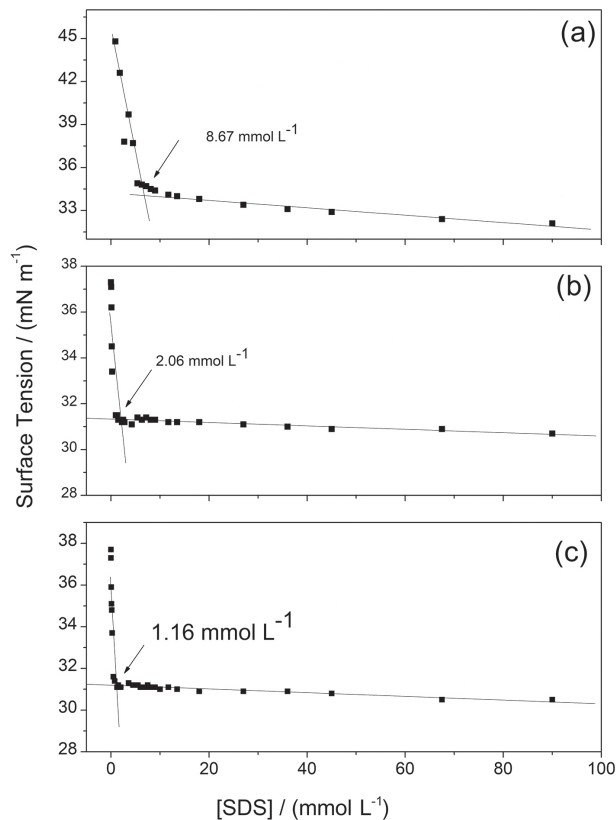 (a)
45
42
39
36
33
8.67 mmol L-1
Surface Tension / (mN m-1)
(b)
38
36
34
32
30
28
2.06 mmol L-1
(c)
38
36
34
32
30
28
1.16 mmol L-1
0 20 40 60 80 100
[SDS] / (mmol L-1)